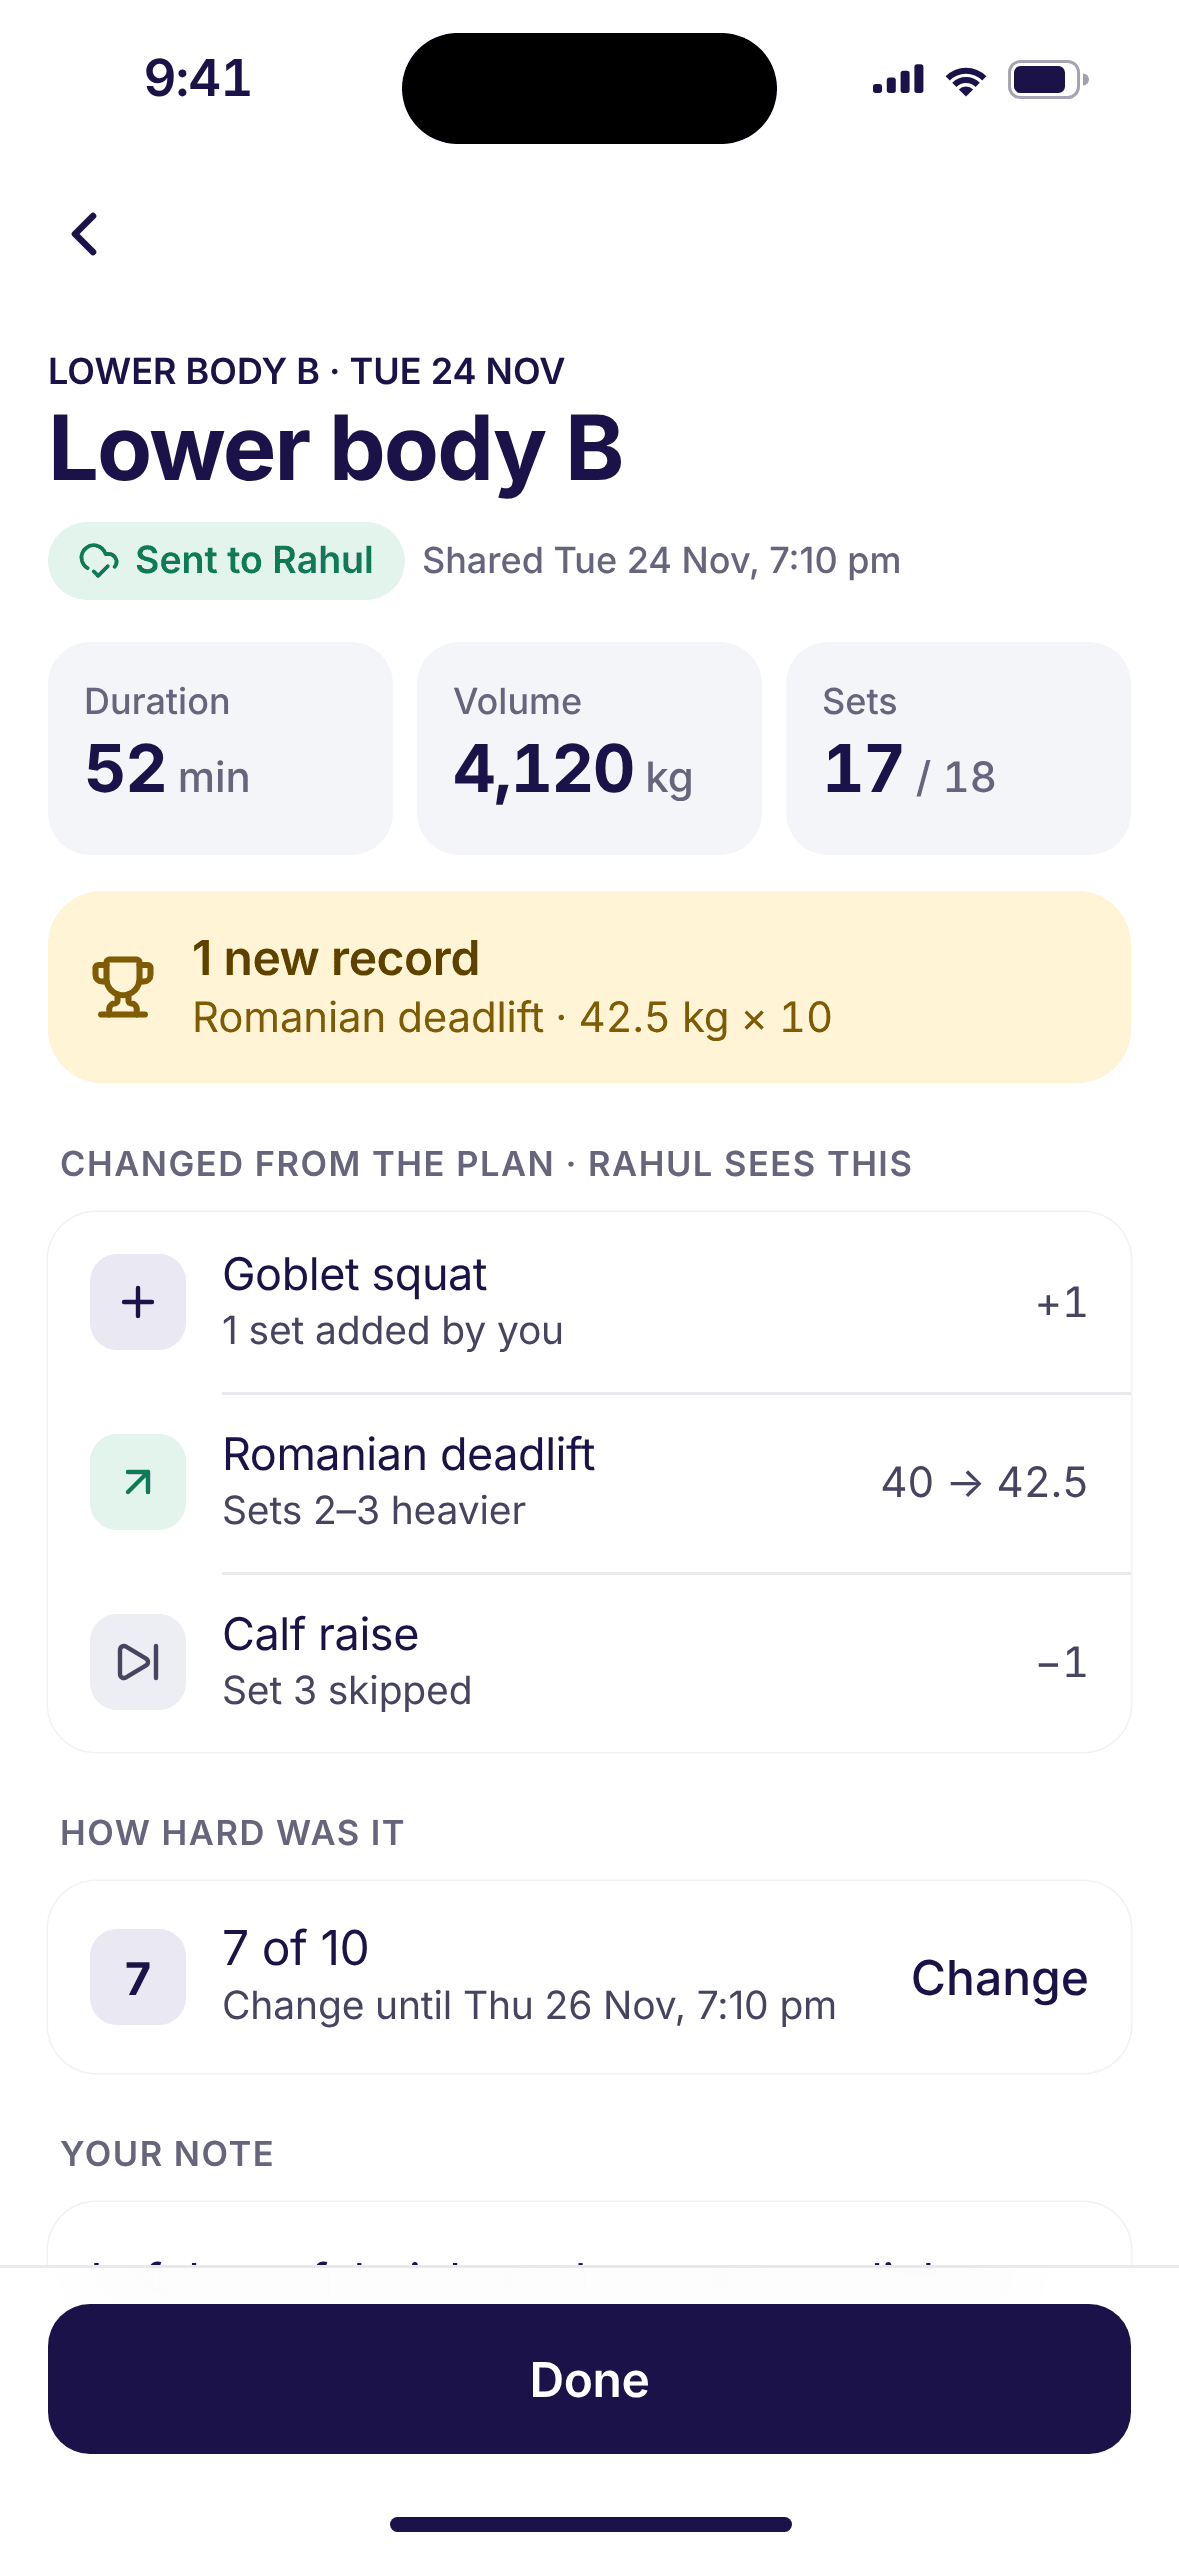 9:41
LOWER BODY B · TUE 24 NOV
Lower body B
Sent to Rahul Shared Tue 24 Nov, 7:10 pm
Duration Volume Sets
52 min 4,120 kg 17 / 18
1 new record
Romanian deadlift · 42.5 kg × 10
CHANGED FROM THE PLAN · RAHUL SEES THIS
Goblet squat
1 set added by you
+1
Romanian deadlift
Sets 2–3 heavier
40 → 42.5
Calf raise
Set 3 skipped
−1
HOW HARD WAS IT
7
7 of 10
Change until Thu 26 Nov, 7:10 pm
Change
YOUR NOTE
Done